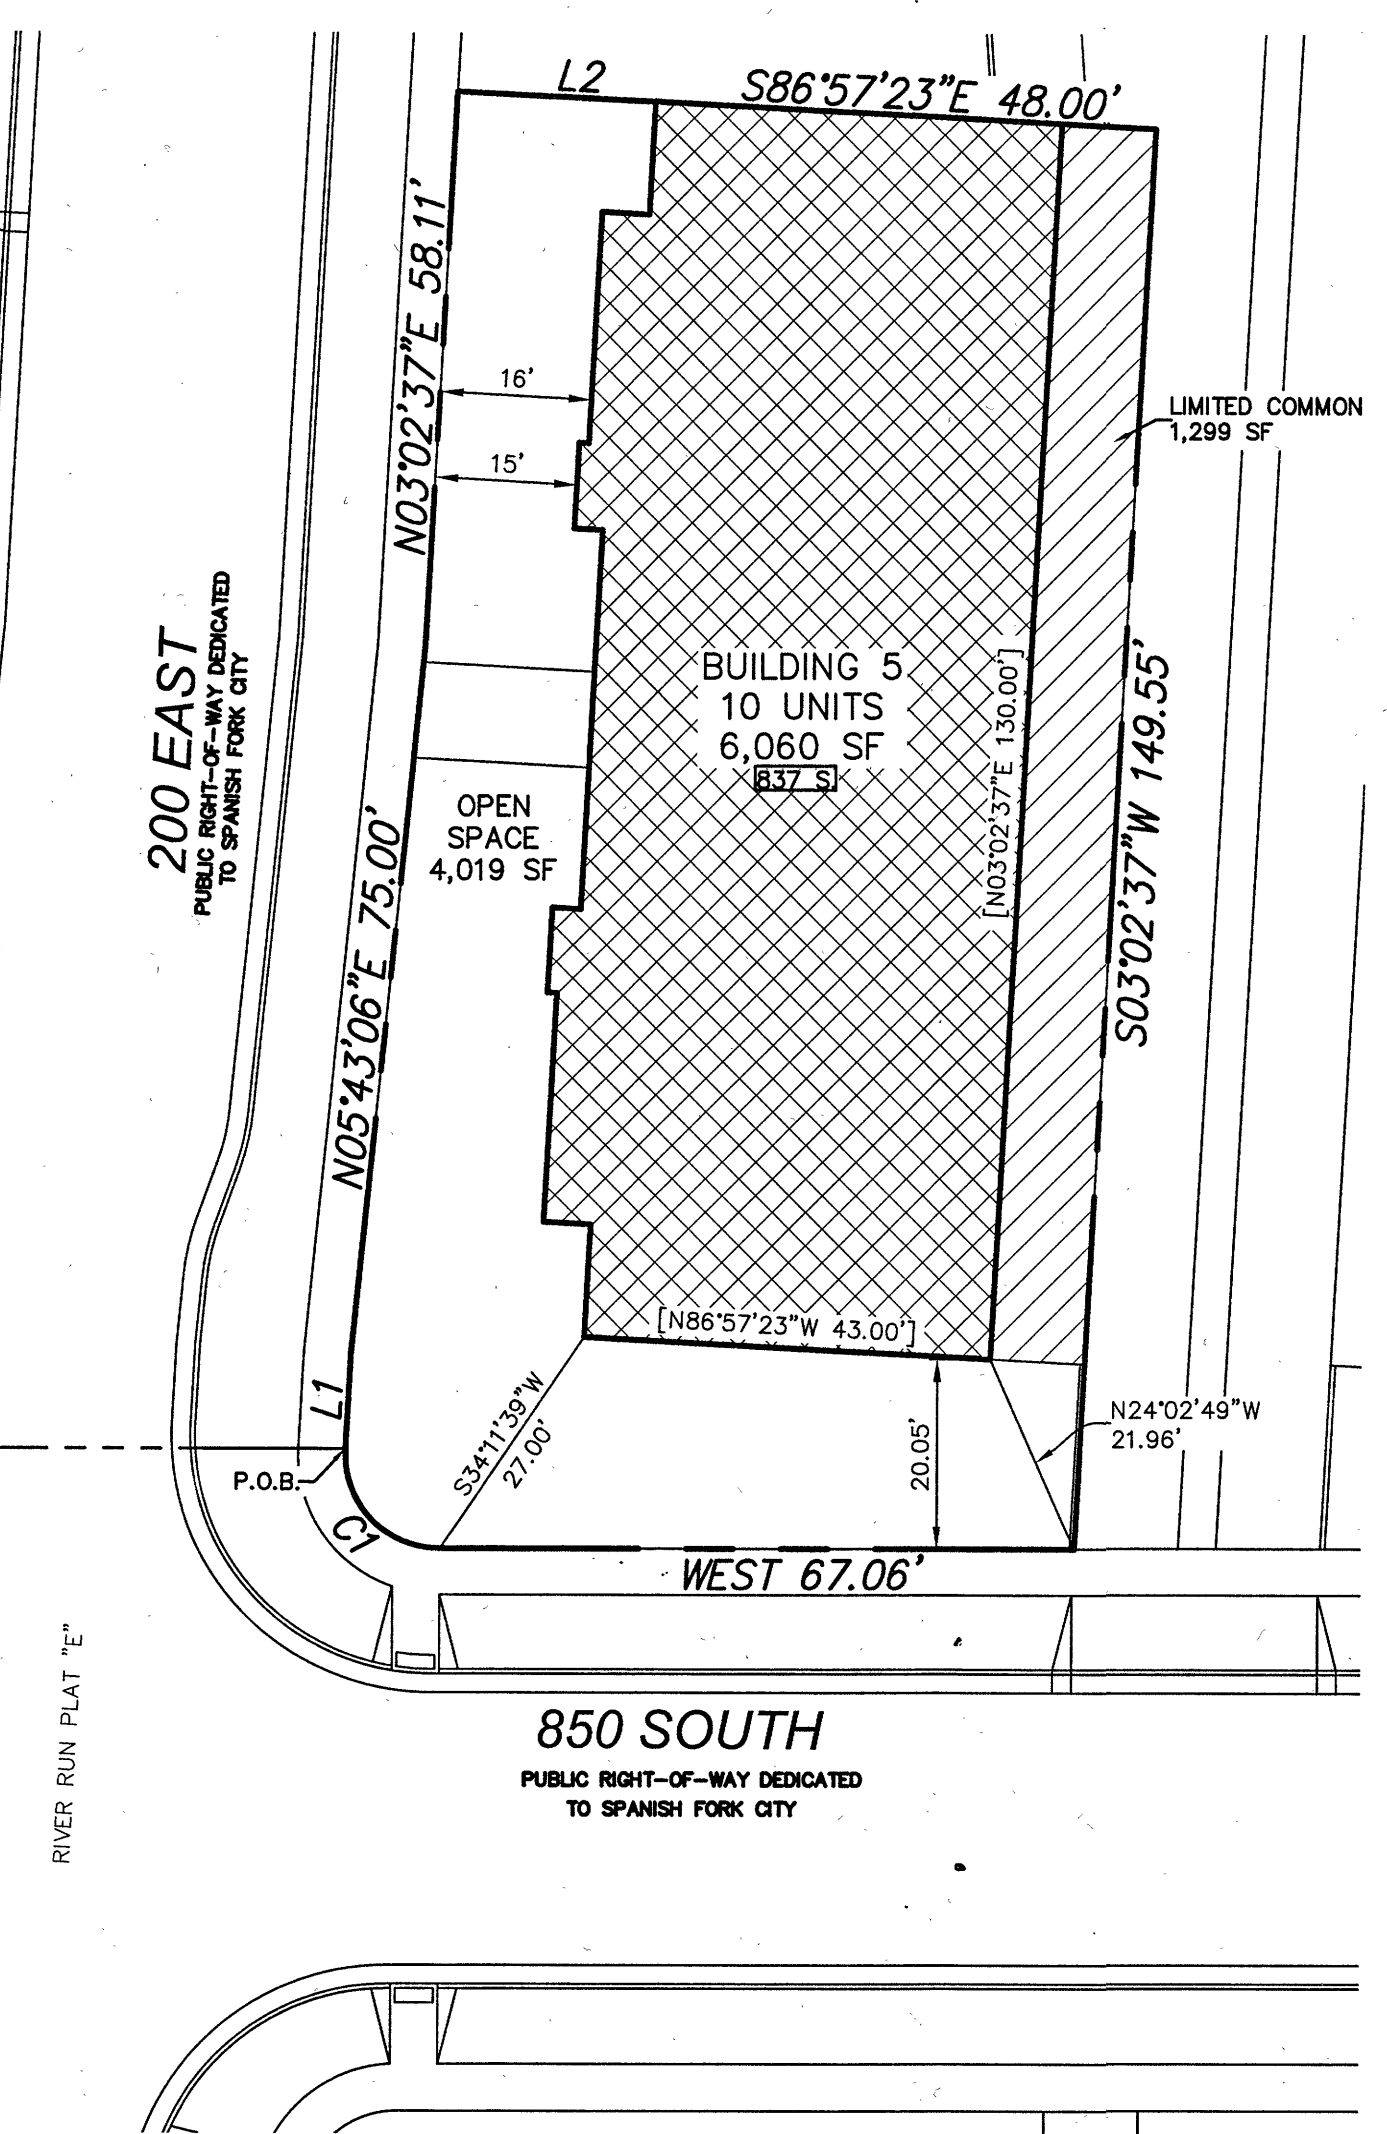 L2
S86°57'23"E 48.00'
N03°02'37"E 58.11'
16'
15'
LIMITED COMMON
1,299 SF
200 EAST
PUBLIC RIGHT-OF-WAY DEDICATED
TO SPANISH FORK CITY
BUILDING 5
10 UNITS
6,060 SF
837 S.
[N03°02'37"E 130.00']
S03°02'37"W 149.55'
OPEN
SPACE
4,019 SF
N05°43'06"E 75.00'
[N86°57'23"W 43.00']
L1
S34°11'39"W
27.00'
20.05'
N24°02'49"W
21.96'
P.O.B.
C1
WEST 67.06'
RIVER RUN PLAT "E"
850 SOUTH
PUBLIC RIGHT-OF-WAY DEDICATED
TO SPANISH FORK CITY